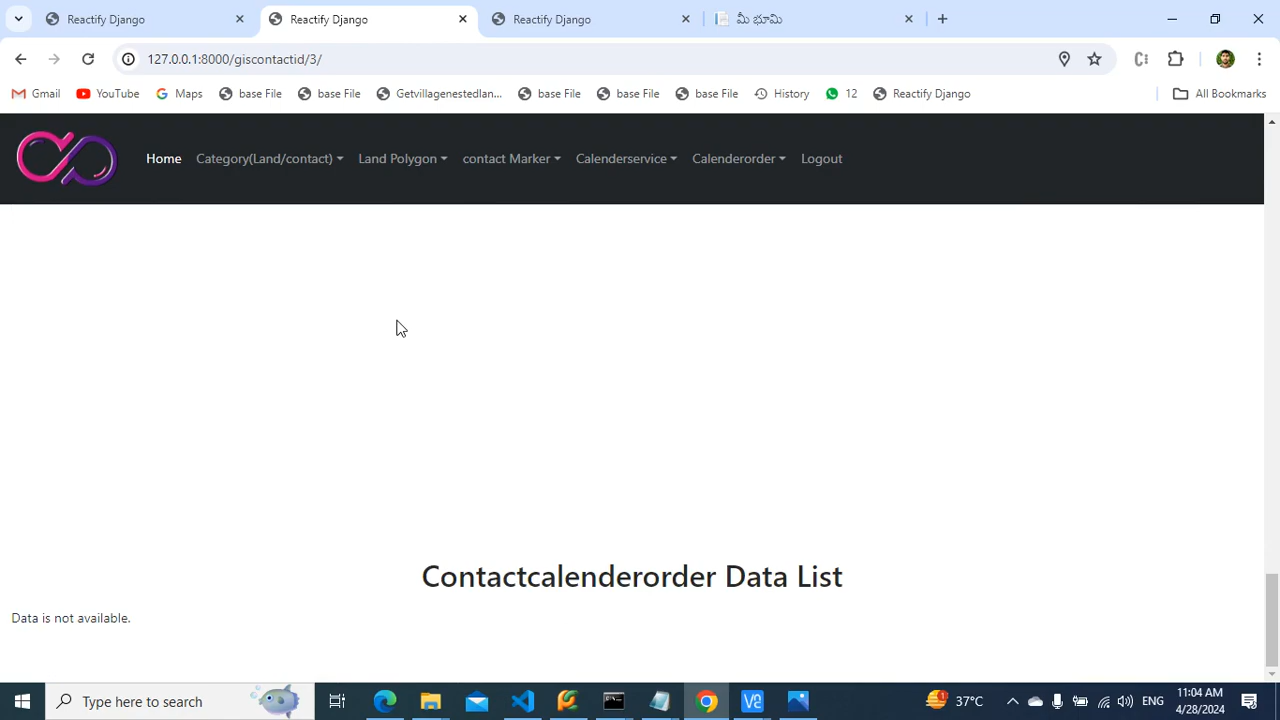 Reactify Django
Reactify Django
Reactify Django
మీ భూమి
127.0.0.1:8000/giscontactid/3/
Gmail
YouTube
Maps
base File
base File
Getvillagenestedlan...
base File
base File
base File
History
12
Reactify Django
All Bookmarks
Home
Category(Land/contact)
Land Polygon
contact Marker
Calenderservice
Calenderorder
Logout
Contactcalenderorder Data List
Data is not available.
Type here to search
37°C
ENG
11:04 AM
4/28/2024